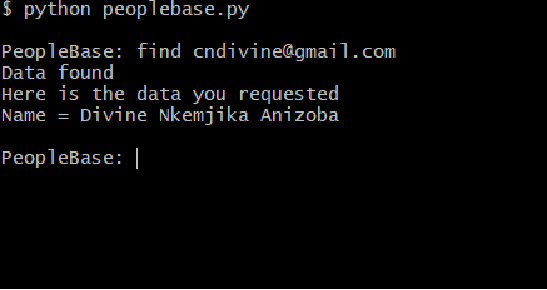 $ python peoplebase.py
PeopleBase: find cndivine@gmail.com
Data found
Here is the data you requested
Name = Divine Nkemjika Anizoba
PeopleBase: